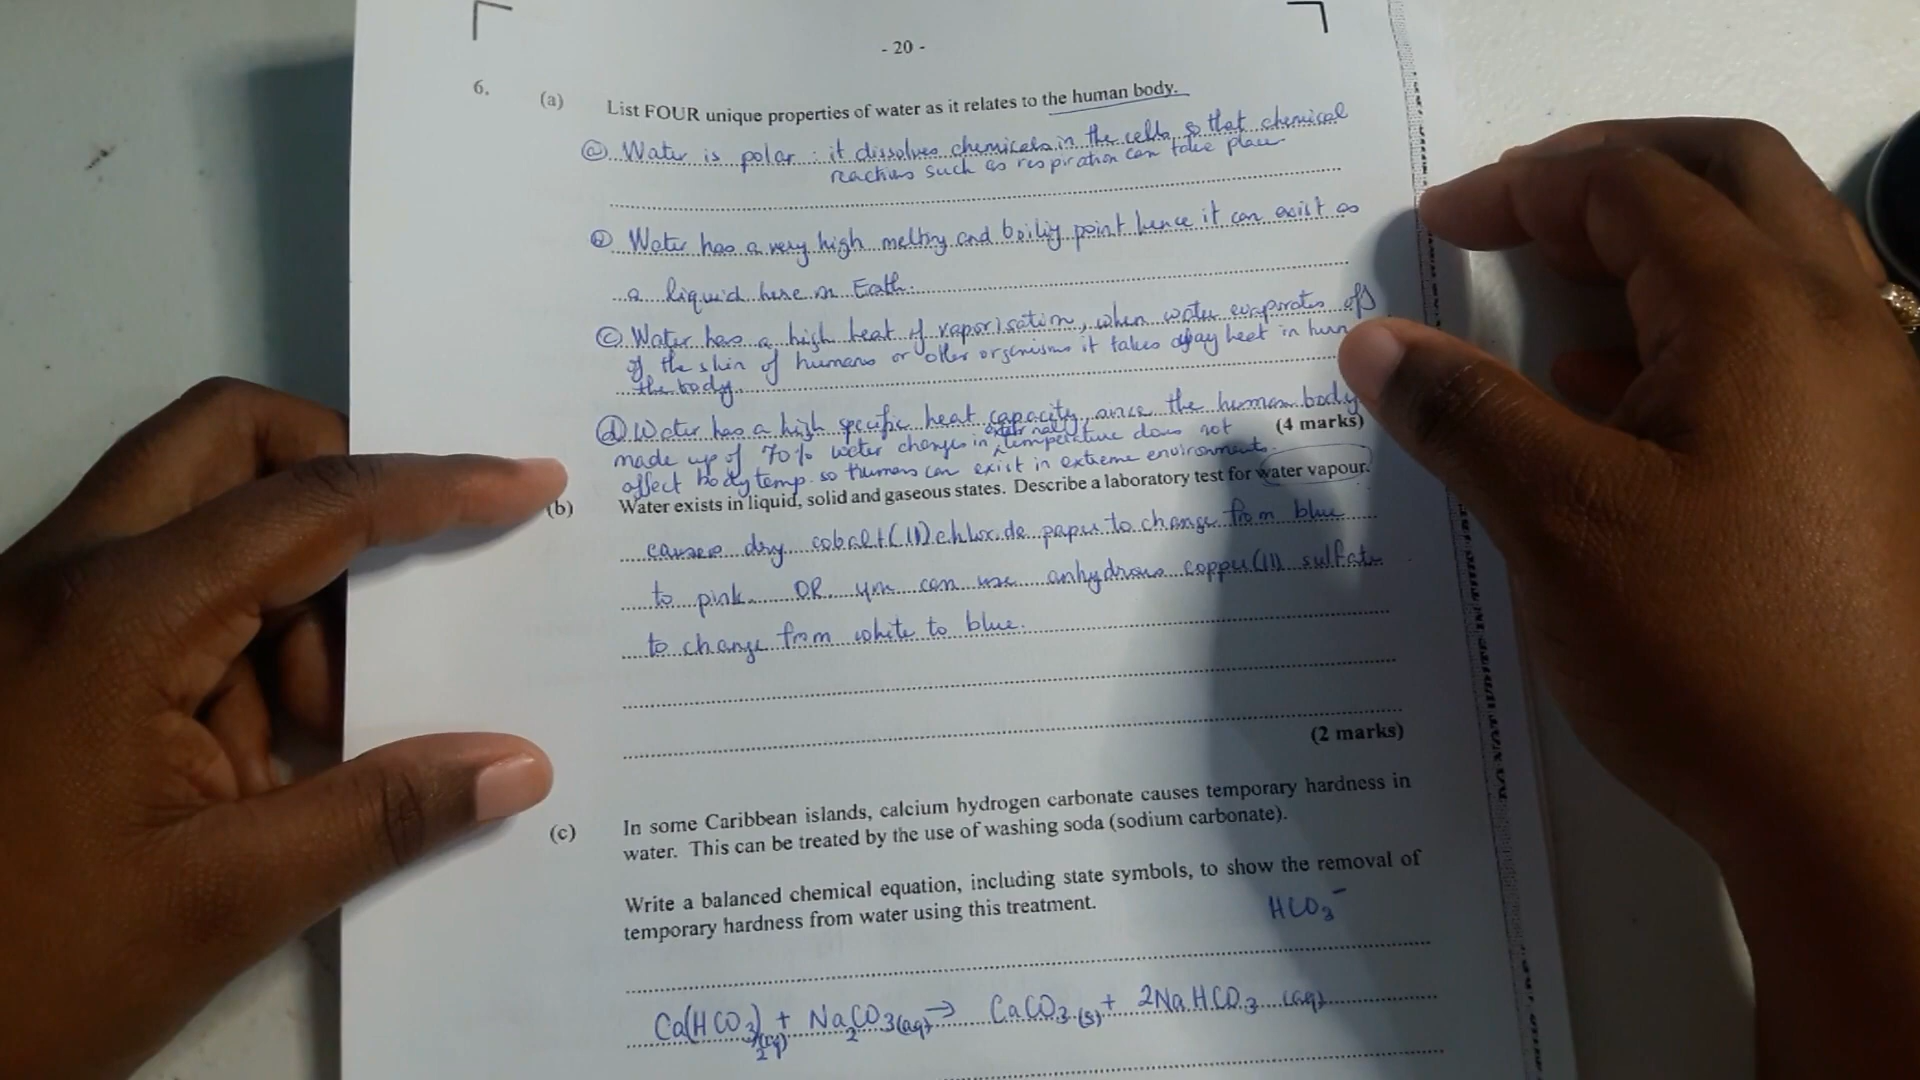 - 20 -
6. (a) List FOUR unique properties of water as it relates to the human body.
(a) Water is polar : it dissolves chemicals in the cells so that chemical
reactions such as respiration can take place
(b) Water has a very high melting and boiling point hence it can exist as
a liquid here on Earth.
(c) Water has a high heat of vaporisation, when water evaporates off
of the skin of humans or other organisms it takes away heat in turn
the body.
(d) Water has a high specific heat capacity, since the human body
(4 marks)
made up of 70% water changes in external temperature does not
affect body temp. so humans can exist in extreme environments.
(b) Water exists in liquid, solid and gaseous states. Describe a laboratory test for water vapour.
causes dry cobalt(II)chloride paper to change from blue
to pink OR you can use anhydrous copper(II) sulfate
to change from white to blue.
(2 marks)
(c) In some Caribbean islands, calcium hydrogen carbonate causes temporary hardness in
water. This can be treated by the use of washing soda (sodium carbonate).
Write a balanced chemical equation, including state symbols, to show the removal of
temporary hardness from water using this treatment.
HCO₃⁻
Ca(HCO₃)₂(aq) + Na₂CO₃(aq) → CaCO₃(s) + 2NaHCO₃(aq)